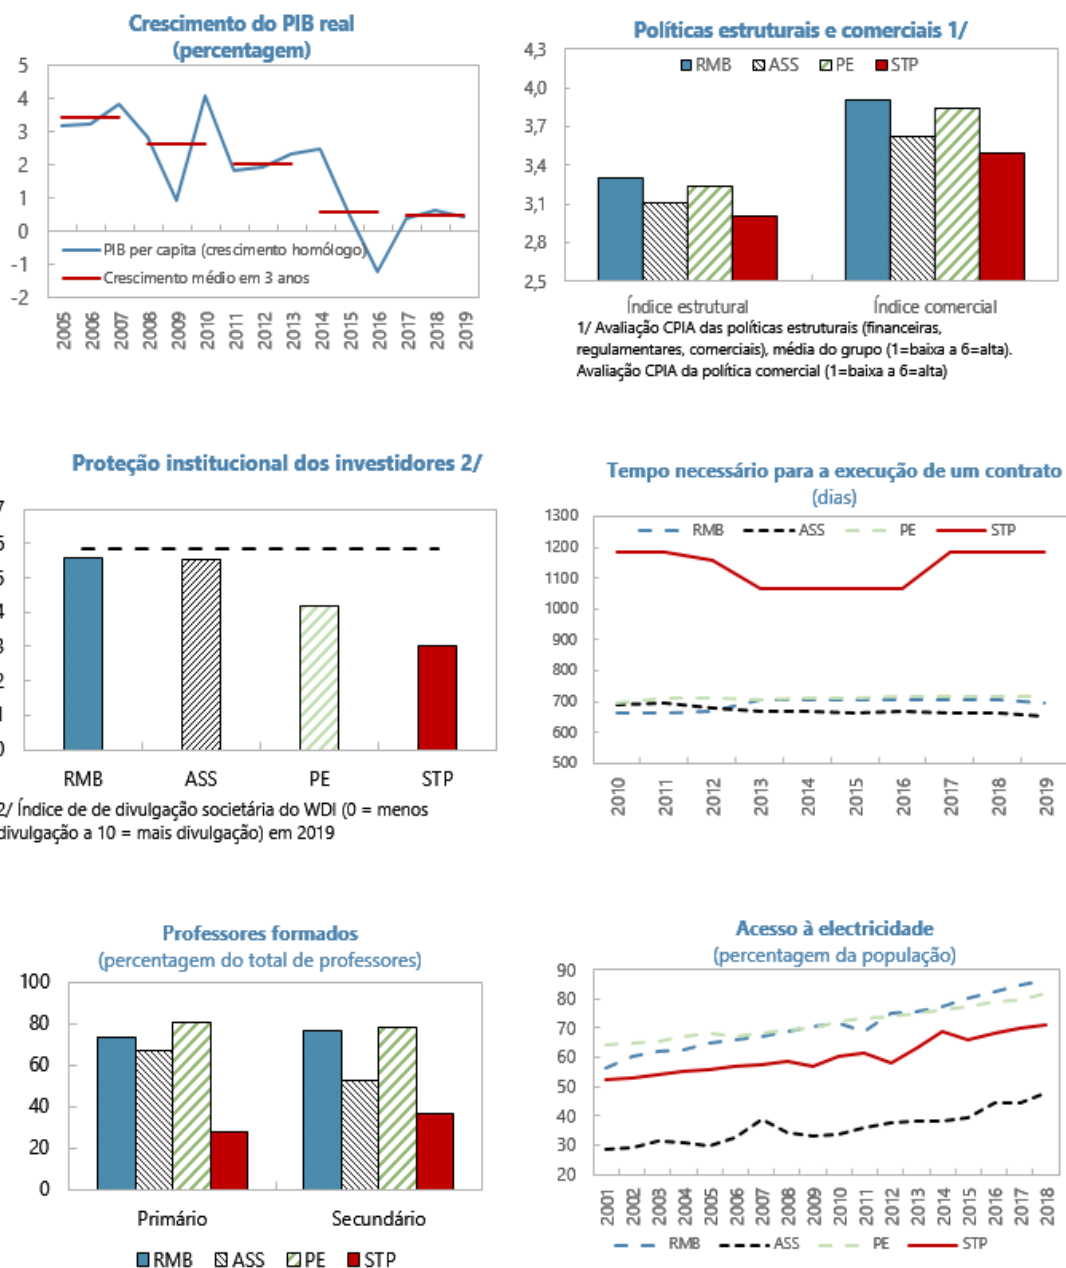 Crescimento do PIB real
(percentagem)
5
4
3
2
1
0
-1
-2
PIB per capita (crescimento homólogo)
Crescimento médio em 3 anos
2005 2006 2007 2008 2009 2010 2011 2012 2013 2014 2015 2016 2017 2018 2019
Políticas estruturais e comerciais 1/
4,3
4,0
3,7
3,4
3,1
2,8
2,5
RMB ASS PE STP
Índice estrutural Índice comercial
1/ Avaliação CPIA das políticas estruturais (financeiras,
regulamentares, comerciais), média do grupo (1=baixa a 6=alta).
Avaliação CPIA da política comercial (1=baixa a 6=alta)
Proteção institucional dos investidores 2/
7
6
5
4
3
2
1
0
RMB ASS PE STP
2/ Índice de de divulgação societária do WDI (0 = menos
divulgação a 10 = mais divulgação) em 2019
Tempo necessário para a execução de um contrato
(dias)
1300
1200
1100
1000
900
800
700
600
500
RMB ASS PE STP
2010 2011 2012 2013 2014 2015 2016 2017 2018 2019
Professores formados
(percentagem do total de professores)
100
80
60
40
20
0
Primário Secundário
RMB ASS PE STP
Acesso à electricidade
(percentagem da população)
90
80
70
60
50
40
30
20
2001 2002 2003 2004 2005 2006 2007 2008 2009 2010 2011 2012 2013 2014 2015 2016 2017 2018
RMB ASS PE STP